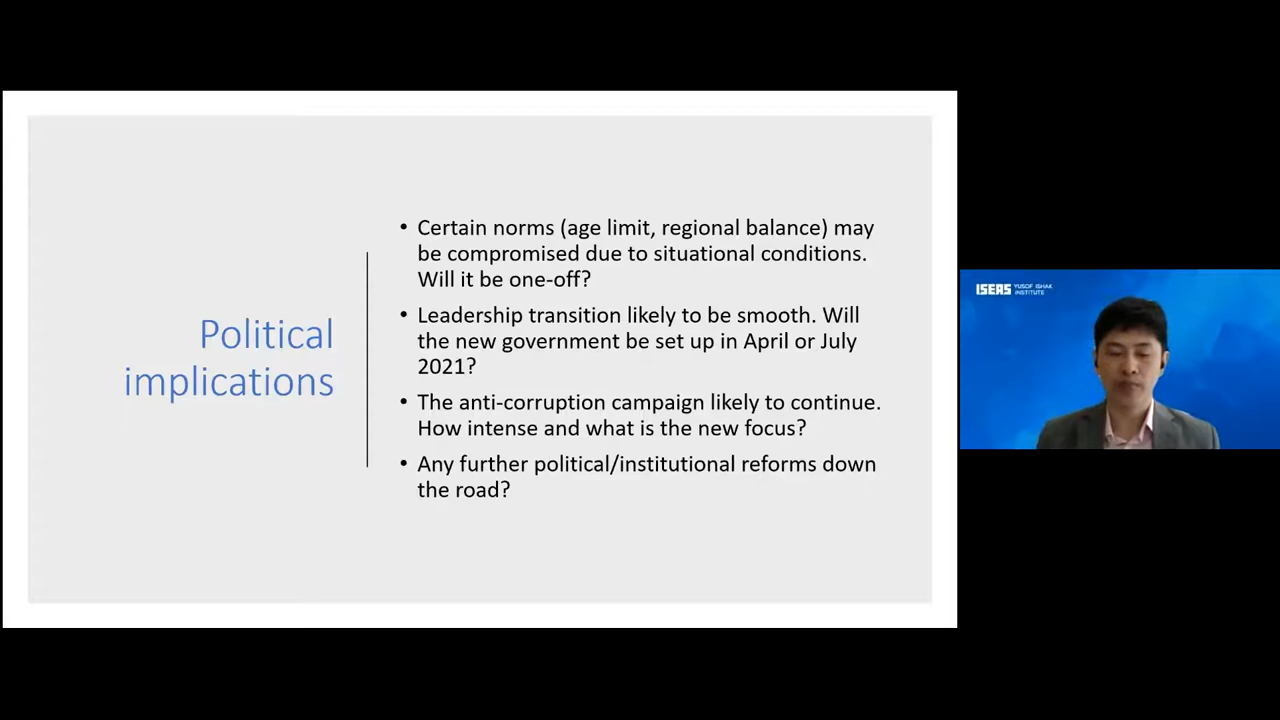 Political
implications
• Certain norms (age limit, regional balance) may
be compromised due to situational conditions.
Will it be one-off?
• Leadership transition likely to be smooth. Will
the new government be set up in April or July
2021?
• The anti-corruption campaign likely to continue.
How intense and what is the new focus?
• Any further political/institutional reforms down
the road?
ISEAS YUSOF ISHAK
INSTITUTE